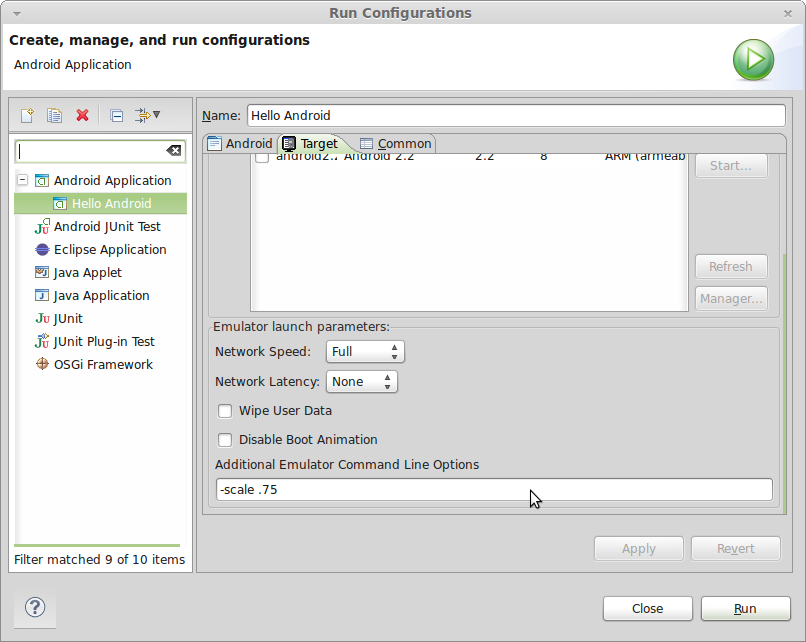 Run Configurations
Create, manage, and run configurations
Android Application
Name: Hello Android
Android Target Common
android2.2 Android 2.2 2.2 8 ARM (armeab
Start...
Refresh
Manager...
Emulator launch parameters:
Network Speed: Full
Network Latency: None
Wipe User Data
Disable Boot Animation
Additional Emulator Command Line Options
-scale .75
Apply Revert
Android Application
Hello Android
Android JUnit Test
Eclipse Application
Java Applet
Java Application
JUnit
JUnit Plug-in Test
OSGi Framework
Filter matched 9 of 10 items
Close Run